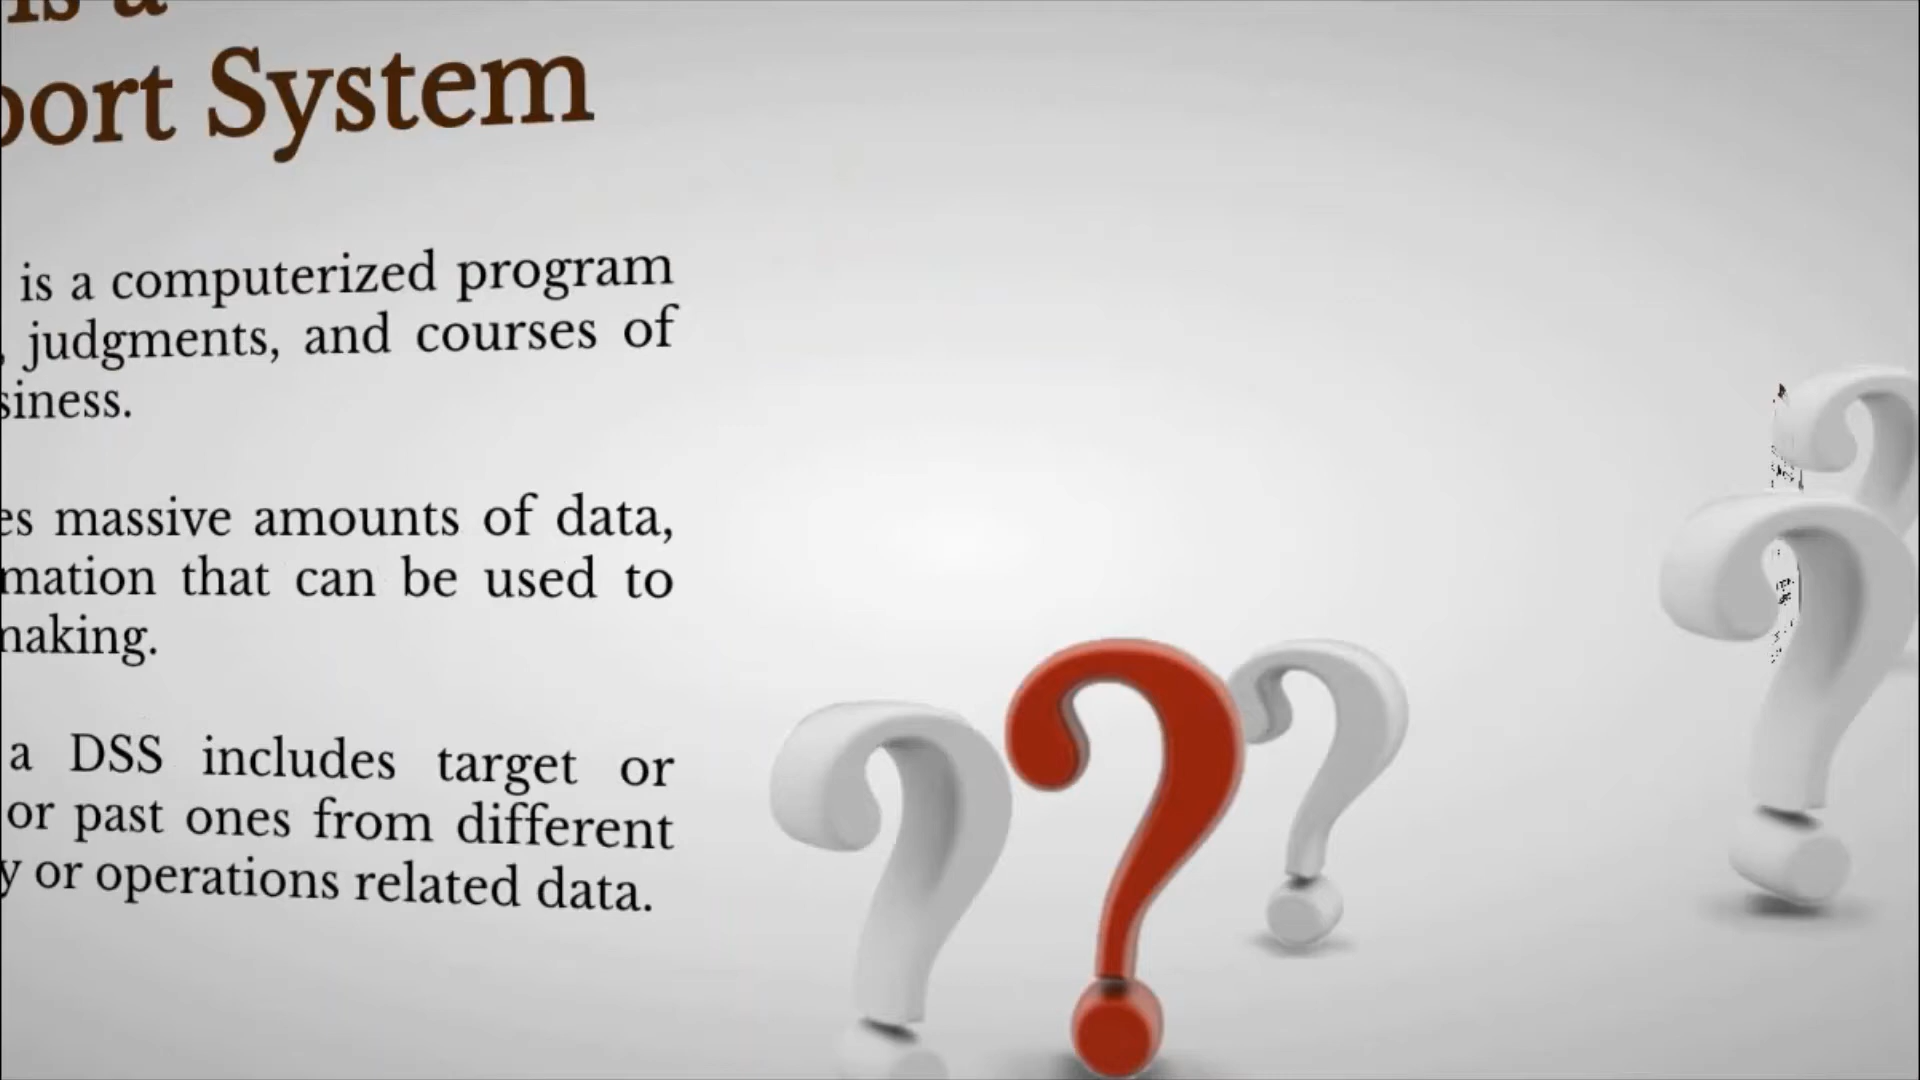 is a
port System
is a computerized program
, judgments, and courses of
siness.
es massive amounts of data,
mation that can be used to
making.
a DSS includes target or
or past ones from different
y or operations related data.